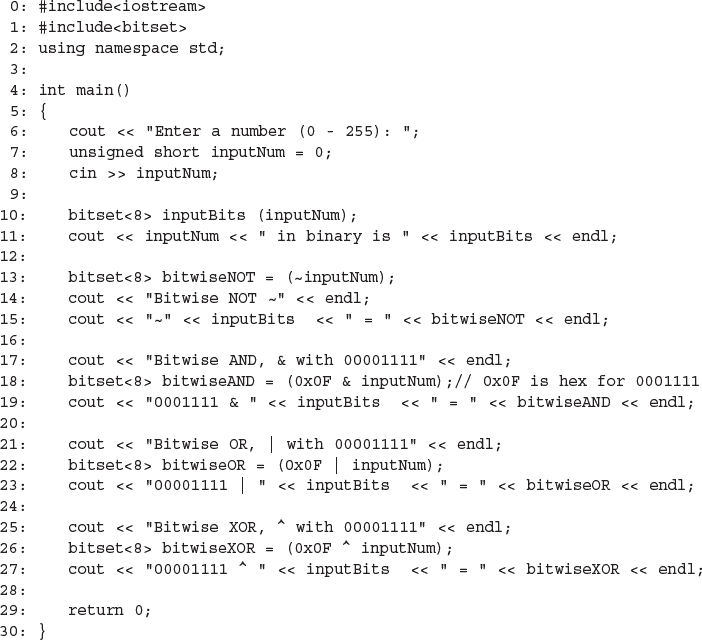 0: #include<iostream>
1: #include<bitset>
2: using namespace std;
3:
4: int main()
5: {
6:    cout << "Enter a number (0 - 255): ";
7:    unsigned short inputNum = 0;
8:    cin >> inputNum;
9:
10:    bitset<8> inputBits (inputNum);
11:    cout << inputNum << " in binary is " << inputBits << endl;
12:
13:    bitset<8> bitwiseNOT = (~inputNum);
14:    cout << "Bitwise NOT ~" << endl;
15:    cout << "~" << inputBits  << " = " << bitwiseNOT << endl;
16:
17:    cout << "Bitwise AND, & with 00001111" << endl;
18:    bitset<8> bitwiseAND = (0x0F & inputNum);// 0x0F is hex for 0001111
19:    cout << "0001111 & " << inputBits  << " = " << bitwiseAND << endl;
20:
21:    cout << "Bitwise OR, | with 00001111" << endl;
22:    bitset<8> bitwiseOR = (0x0F | inputNum);
23:    cout << "00001111 | " << inputBits  << " = " << bitwiseOR << endl;
24:
25:    cout << "Bitwise XOR, ^ with 00001111" << endl;
26:    bitset<8> bitwiseXOR = (0x0F ^ inputNum);
27:    cout << "00001111 ^ " << inputBits  << " = " << bitwiseXOR << endl;
28:
29:    return 0;
30: }